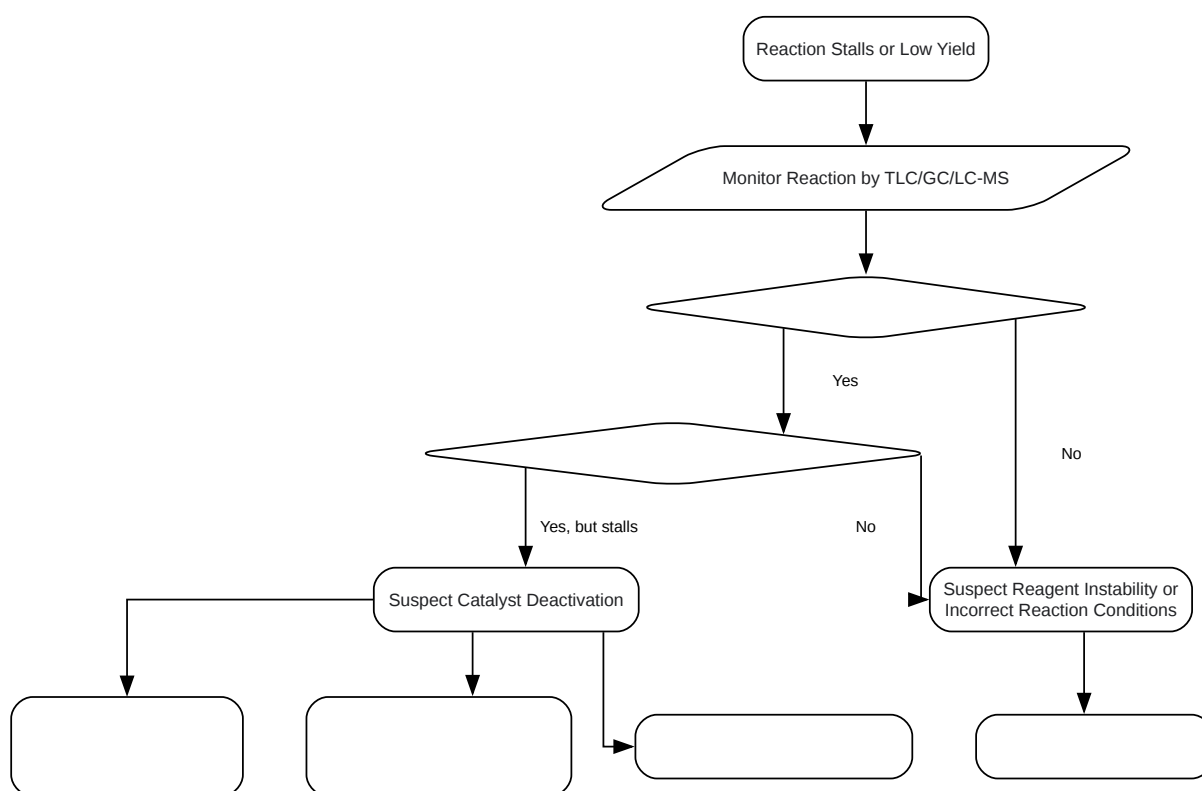 Reaction Stalls or Low Yield
Monitor Reaction by TLC/GC/LC-MS
Yes
No
Yes, but stalls
No
Suspect Catalyst Deactivation
Suspect Reagent Instability or
Incorrect Reaction Conditions